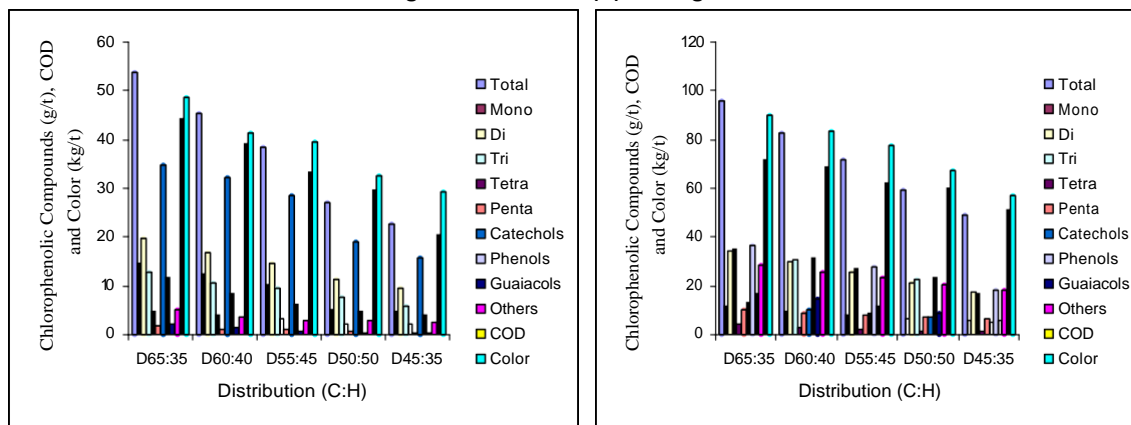 Chlorophenolic Compounds (g/t), COD
and Color (kg/t)
60
50
40
30
20
10
0
D65:35 D60:40 D55:45 D50:50 D45:35
Distribution (C:H)
Total
Mono
Di
Tri
Tetra
Penta
Catechols
Phenols
Guaiacols
Others
COD
Color
Chlorophenolic Compounds (g/t), COD
and Color (kg/t)
120
100
80
60
40
20
0
D65:35 D60:40 D55:45 D50:50 D45:35
Distribution (C:H)
Total
Mono
Di
Tri
Tetra
Penta
Catechols
Phenols
Guaiacols
Others
COD
Color